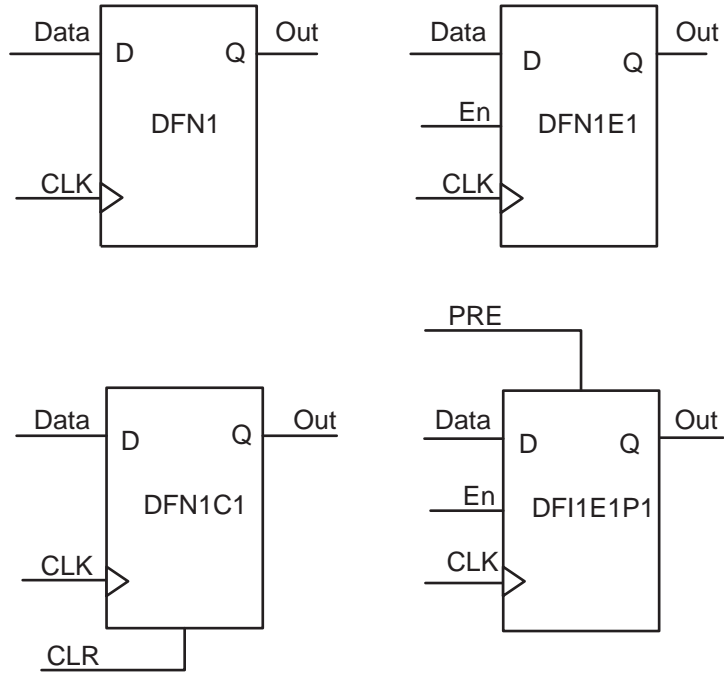 Data
D
Q
Out
DFN1
CLK
Data
D
Q
Out
En
DFN1E1
CLK
Data
D
Q
Out
DFN1C1
CLK
CLR
PRE
Data
D
Q
Out
En
DFI1E1P1
CLK